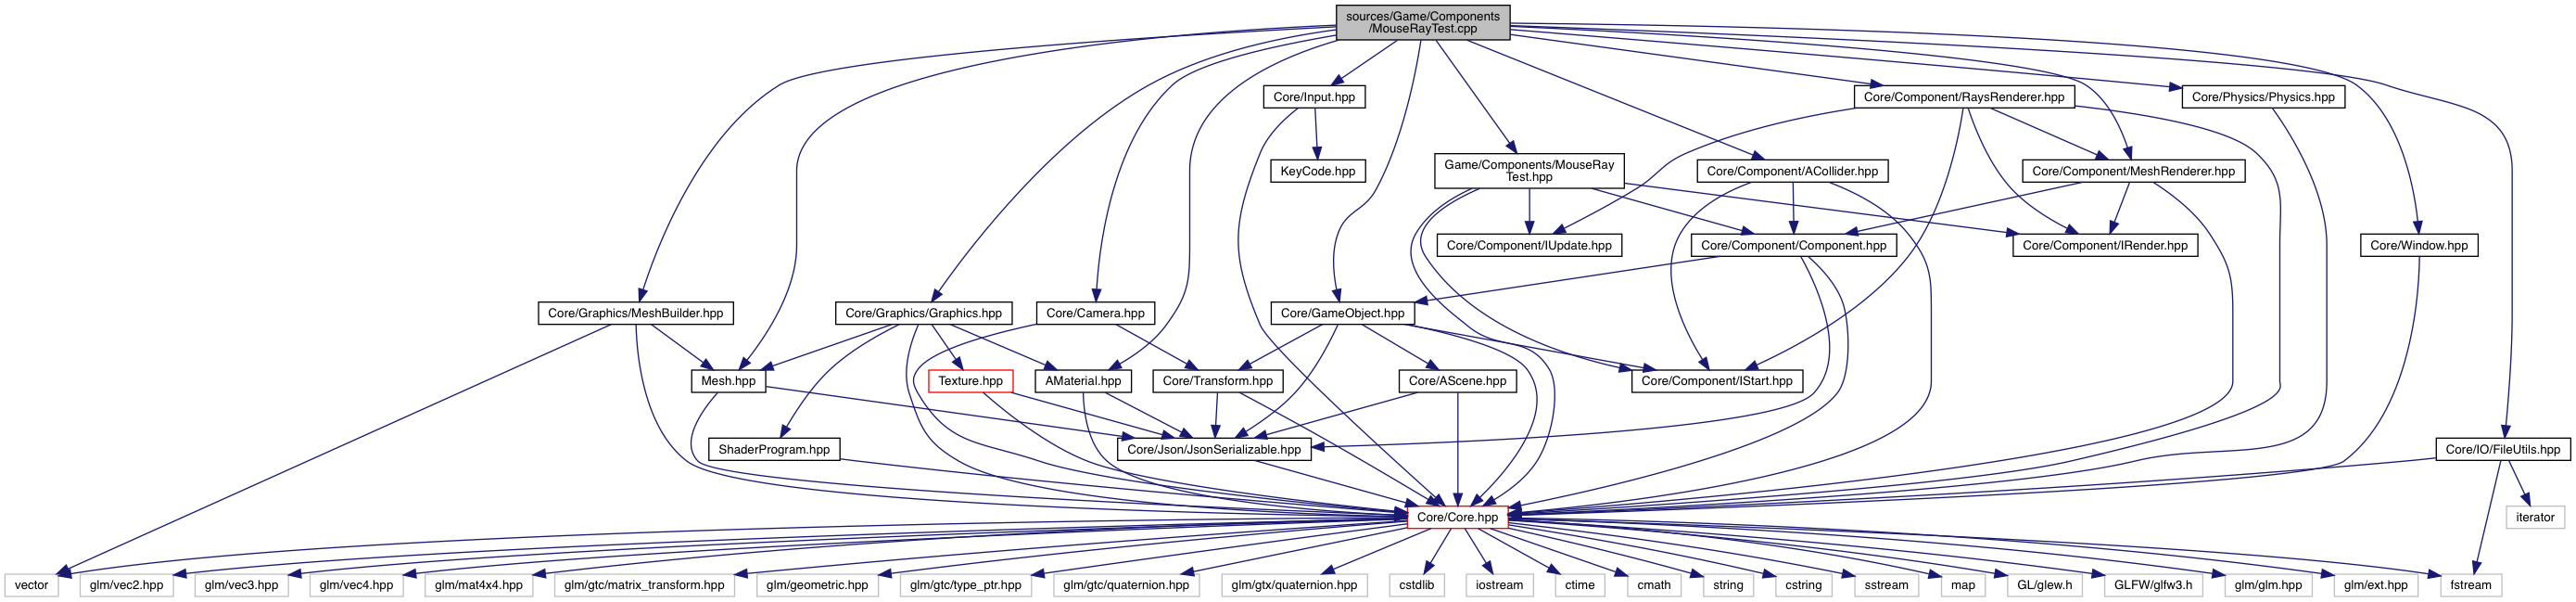 sources/Game/Components
/MouseRayTest.cpp
Core/Input.hpp
Core/Component/RaysRenderer.hpp
Core/Physics/Physics.hpp
KeyCode.hpp
Game/Components/MouseRay
Test.hpp
Core/Component/ACollider.hpp
Core/Component/MeshRenderer.hpp
Core/Component/IUpdate.hpp
Core/Component/Component.hpp
Core/Component/IRender.hpp
Core/Window.hpp
Core/Graphics/MeshBuilder.hpp
Core/Graphics/Graphics.hpp
Core/Camera.hpp
Core/GameObject.hpp
Mesh.hpp
Texture.hpp
AMaterial.hpp
Core/Transform.hpp
Core/AScene.hpp
Core/Component/IStart.hpp
ShaderProgram.hpp
Core/Json/JsonSerializable.hpp
Core/IO/FileUtils.hpp
Core/Core.hpp
iterator
vector
glm/vec2.hpp
glm/vec3.hpp
glm/vec4.hpp
glm/mat4x4.hpp
glm/gtc/matrix_transform.hpp
glm/geometric.hpp
glm/gtc/type_ptr.hpp
glm/gtc/quaternion.hpp
glm/gtx/quaternion.hpp
cstdlib
iostream
ctime
cmath
string
cstring
sstream
map
GL/glew.h
GLFW/glfw3.h
glm/glm.hpp
glm/ext.hpp
fstream